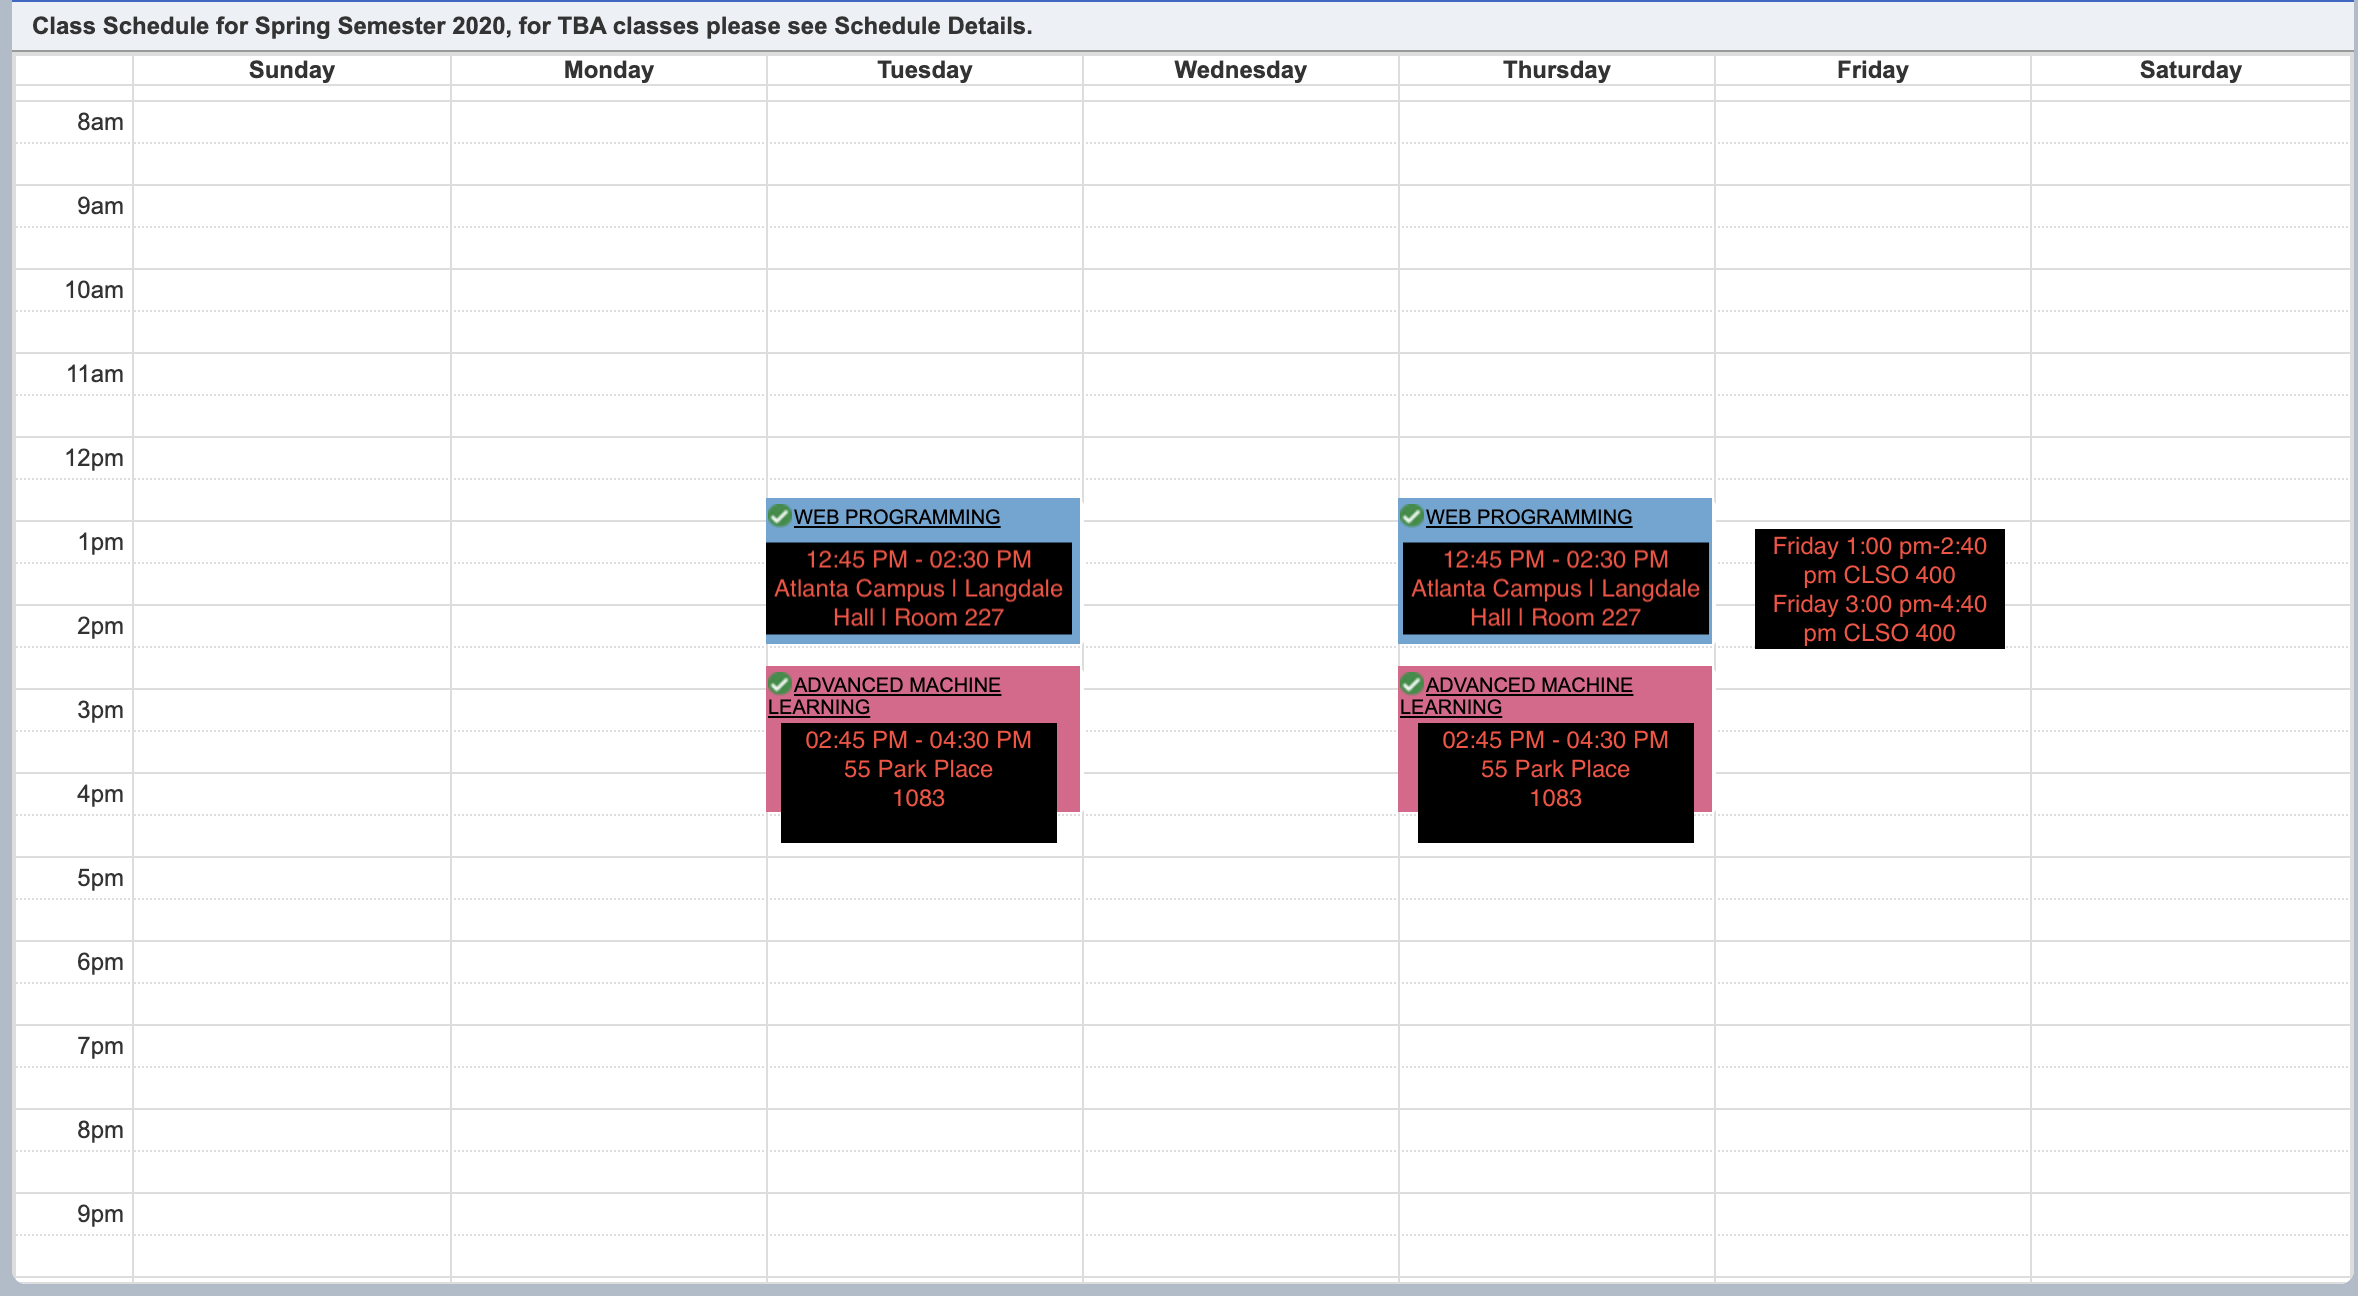 Class Schedule for Spring Semester 2020, for TBA classes please see Schedule Details.
Sunday Monday Tuesday Wednesday Thursday Friday Saturday
8am
9am
10am
11am
12pm
1pm
2pm
3pm
4pm
5pm
6pm
7pm
8pm
9pm
WEB PROGRAMMING
12:45 PM - 02:30 PM
Atlanta Campus | Langdale
Hall | Room 227
ADVANCED MACHINE
LEARNING
02:45 PM - 04:30 PM
55 Park Place
1083
WEB PROGRAMMING
12:45 PM - 02:30 PM
Atlanta Campus | Langdale
Hall | Room 227
ADVANCED MACHINE
LEARNING
02:45 PM - 04:30 PM
55 Park Place
1083
Friday 1:00 pm-2:40
pm CLSO 400
Friday 3:00 pm-4:40
pm CLSO 400